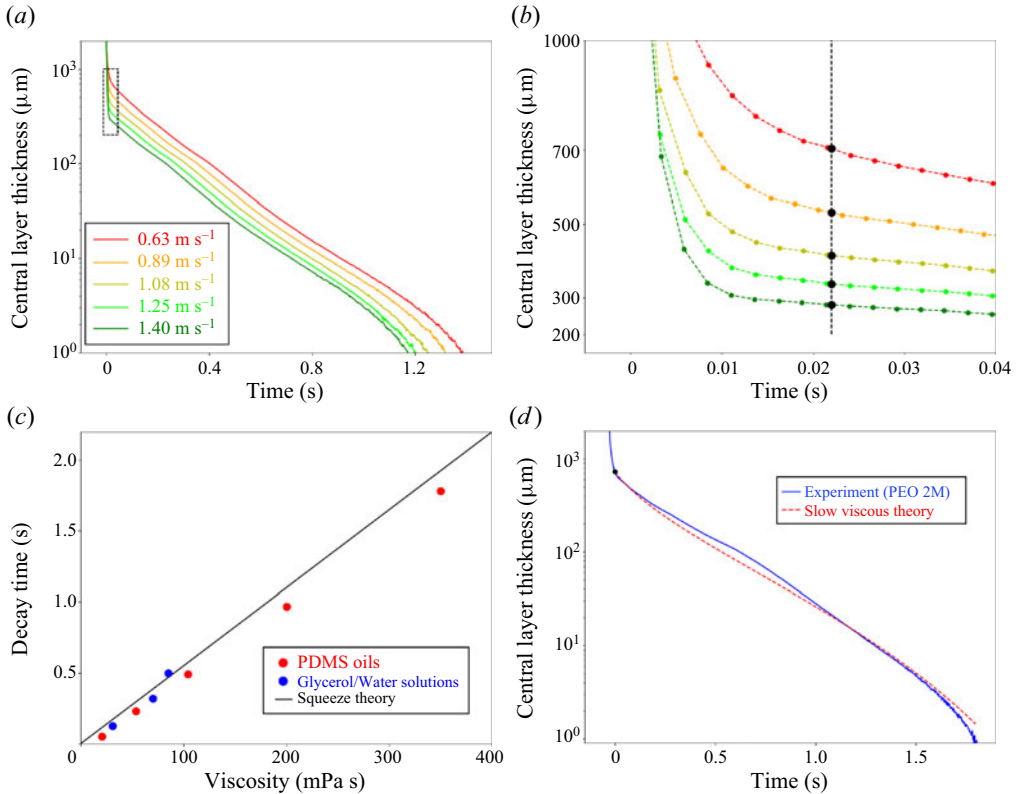 (a)
Central layer thickness (μm)
10³
10²
10¹
10⁰
0.63 m s⁻¹
0.89 m s⁻¹
1.08 m s⁻¹
1.25 m s⁻¹
1.40 m s⁻¹
0 0.4 0.8 1.2
Time (s)
(b)
Central layer thickness (μm)
1000
700
500
300
200
0 0.01 0.02 0.03 0.04
Time (s)
(c)
Decay time (s)
2.0
1.5
1.0
0.5
PDMS oils
Glycerol/Water solutions
Squeeze theory
0 100 200 300 400
Viscosity (mPa s)
(d)
Central layer thickness (μm)
10³
10²
10¹
10⁰
Experiment (PEO 2M)
Slow viscous theory
0 0.5 1.0 1.5
Time (s)